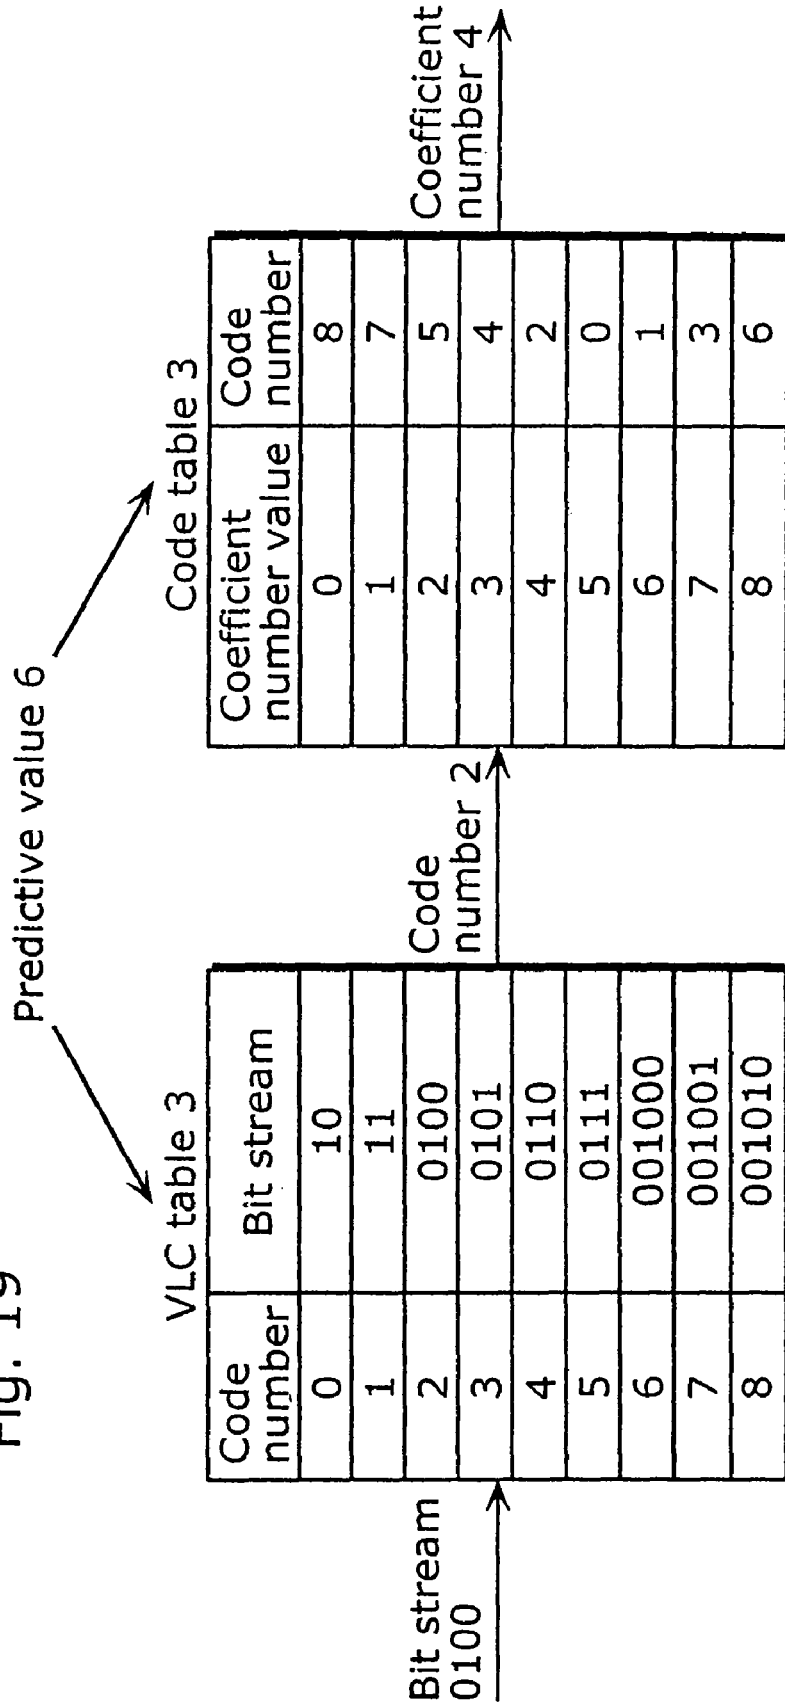 Fig. 19
Predictive value 6
VLC table 3
Code table 3
Bit stream
0100
Code
number
Bit stream
0
10
1
11
2
0100
3
0101
4
0110
5
0111
6
001000
7
001001
8
001010
Code
number 2
Coefficient
number value
Code
number
0
8
1
7
2
5
3
4
4
2
5
0
6
1
7
3
8
6
Coefficient
number 4